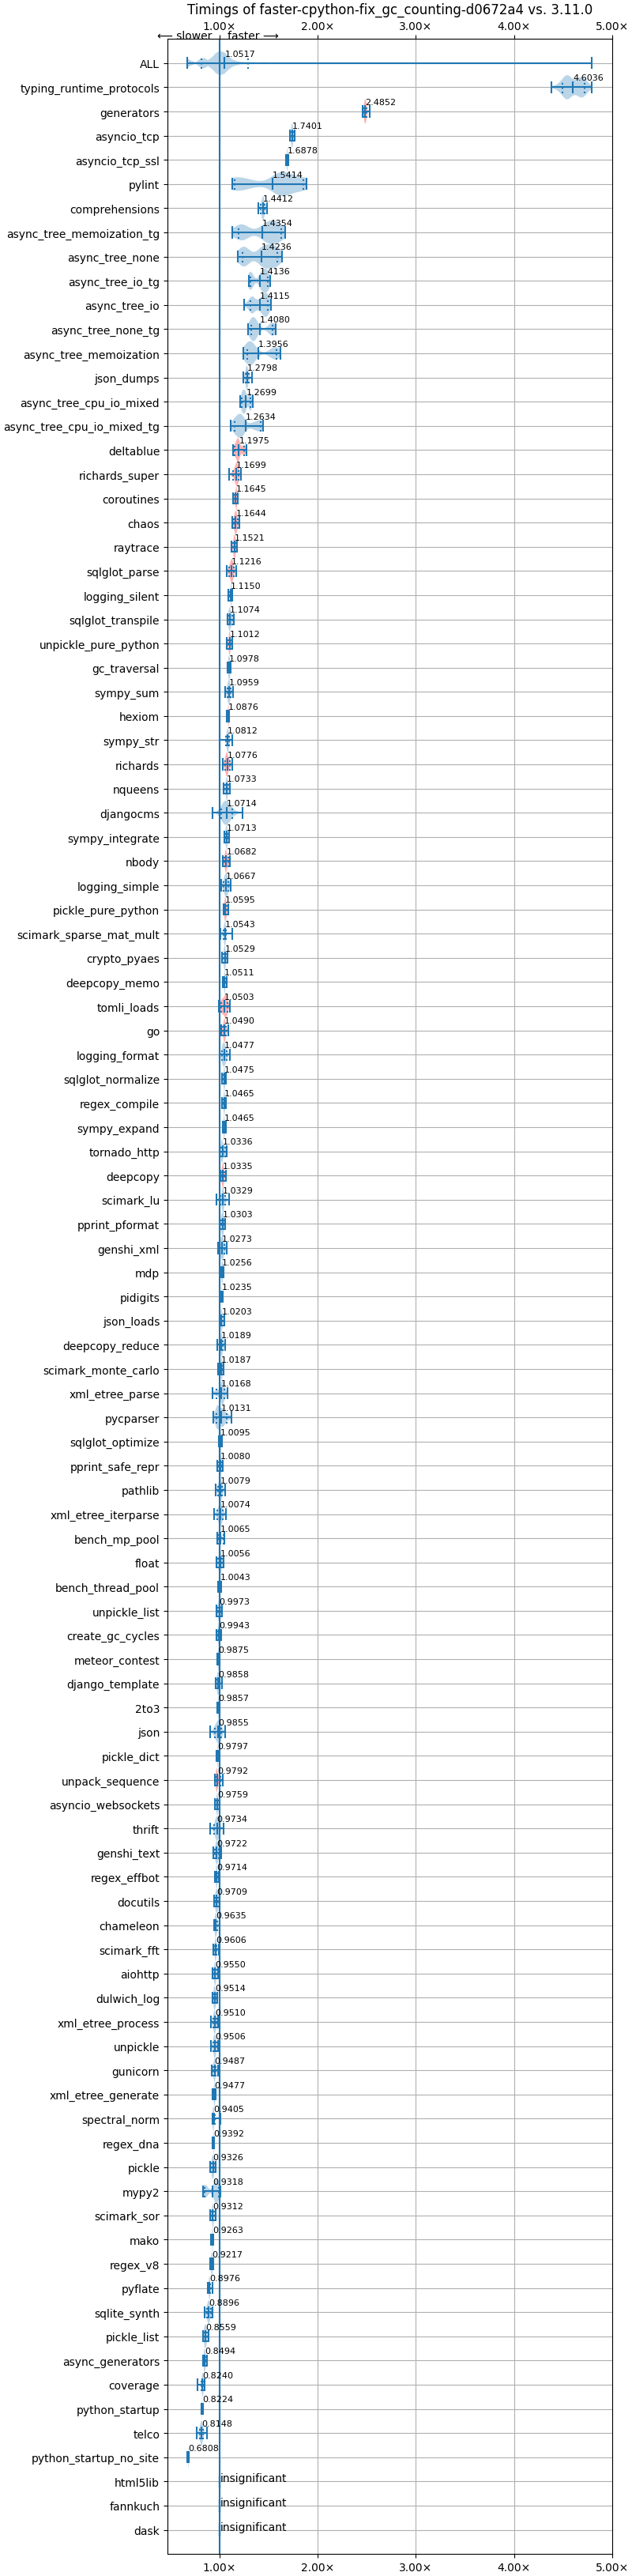 Timings of faster-cpython-fix_gc_counting-d0672a4 vs. 3.11.0
1.00× 2.00× 3.00× 4.00× 5.00×
⟵ slower faster ⟶
ALL 1.0517
typing_runtime_protocols 4.6036
generators 2.4852
asyncio_tcp 1.7401
asyncio_tcp_ssl 1.6878
pylint 1.5414
comprehensions 1.4412
async_tree_memoization_tg 1.4354
async_tree_none 1.4236
async_tree_io_tg 1.4136
async_tree_io 1.4115
async_tree_none_tg 1.4080
async_tree_memoization 1.3956
json_dumps 1.2798
async_tree_cpu_io_mixed 1.2699
async_tree_cpu_io_mixed_tg 1.2634
deltablue 1.1975
richards_super 1.1699
coroutines 1.1645
chaos 1.1644
raytrace 1.1521
sqlglot_parse 1.1216
logging_silent 1.1150
sqlglot_transpile 1.1074
unpickle_pure_python 1.1012
gc_traversal 1.0978
sympy_sum 1.0959
hexiom 1.0876
sympy_str 1.0812
richards 1.0776
nqueens 1.0733
djangocms 1.0714
sympy_integrate 1.0713
nbody 1.0682
logging_simple 1.0667
pickle_pure_python 1.0595
scimark_sparse_mat_mult 1.0543
crypto_pyaes 1.0529
deepcopy_memo 1.0511
tomli_loads 1.0503
go 1.0490
logging_format 1.0477
sqlglot_normalize 1.0475
regex_compile 1.0465
sympy_expand 1.0465
tornado_http 1.0336
deepcopy 1.0335
scimark_lu 1.0329
pprint_pformat 1.0303
genshi_xml 1.0273
mdp 1.0256
pidigits 1.0235
json_loads 1.0203
deepcopy_reduce 1.0189
scimark_monte_carlo 1.0187
xml_etree_parse 1.0168
pycparser 1.0131
sqlglot_optimize 1.0095
pprint_safe_repr 1.0080
pathlib 1.0079
xml_etree_iterparse 1.0074
bench_mp_pool 1.0065
float 1.0056
bench_thread_pool 1.0043
unpickle_list 0.9973
create_gc_cycles 0.9943
meteor_contest 0.9875
django_template 0.9858
2to3 0.9857
json 0.9855
pickle_dict 0.9797
unpack_sequence 0.9792
asyncio_websockets 0.9759
thrift 0.9734
genshi_text 0.9722
regex_effbot 0.9714
docutils 0.9709
chameleon 0.9635
scimark_fft 0.9606
aiohttp 0.9550
dulwich_log 0.9514
xml_etree_process 0.9510
unpickle 0.9506
gunicorn 0.9487
xml_etree_generate 0.9477
spectral_norm 0.9405
regex_dna 0.9392
pickle 0.9326
mypy2 0.9318
scimark_sor 0.9312
mako 0.9263
regex_v8 0.9217
pyflate 0.8976
sqlite_synth 0.8896
pickle_list 0.8559
async_generators 0.8494
coverage 0.8240
python_startup 0.8224
telco 0.8148
python_startup_no_site 0.6808
html5lib insignificant
fannkuch insignificant
dask insignificant
1.00× 2.00× 3.00× 4.00× 5.00×